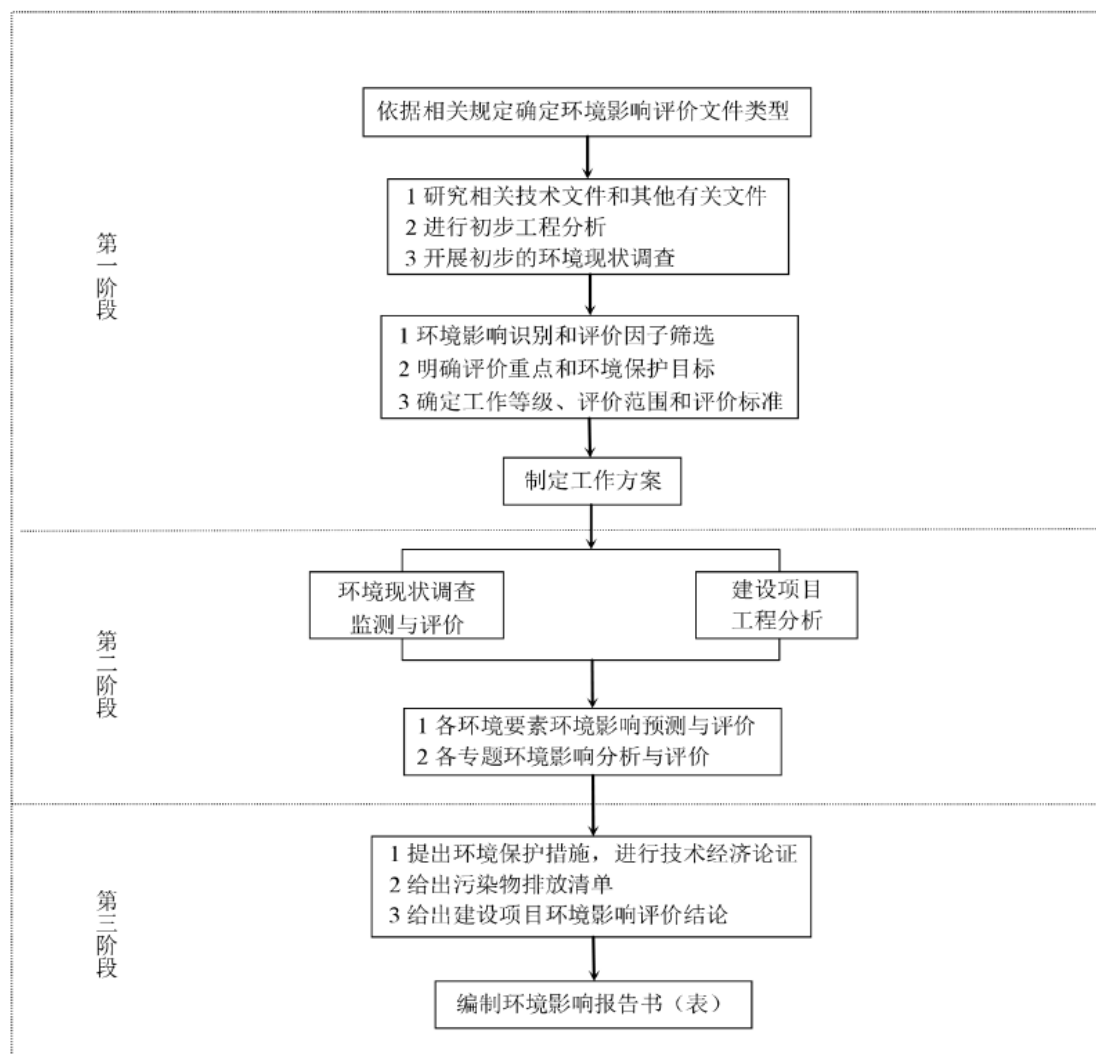 依据相关规定确定环境影响评价文件类型
第一阶段
1 研究相关技术文件和其他有关文件
2 进行初步工程分析
3 开展初步的环境现状调查
1 环境影响识别和评价因子筛选
2 明确评价重点和环境保护目标
3 确定工作等级、评价范围和评价标准
制定工作方案
第二阶段
环境现状调查
监测与评价
建设项目
工程分析
1 各环境要素环境影响预测与评价
2 各专题环境影响分析与评价
第三阶段
1 提出环境保护措施，进行技术经济论证
2 给出污染物排放清单
3 给出建设项目环境影响评价结论
编制环境影响报告书（表）